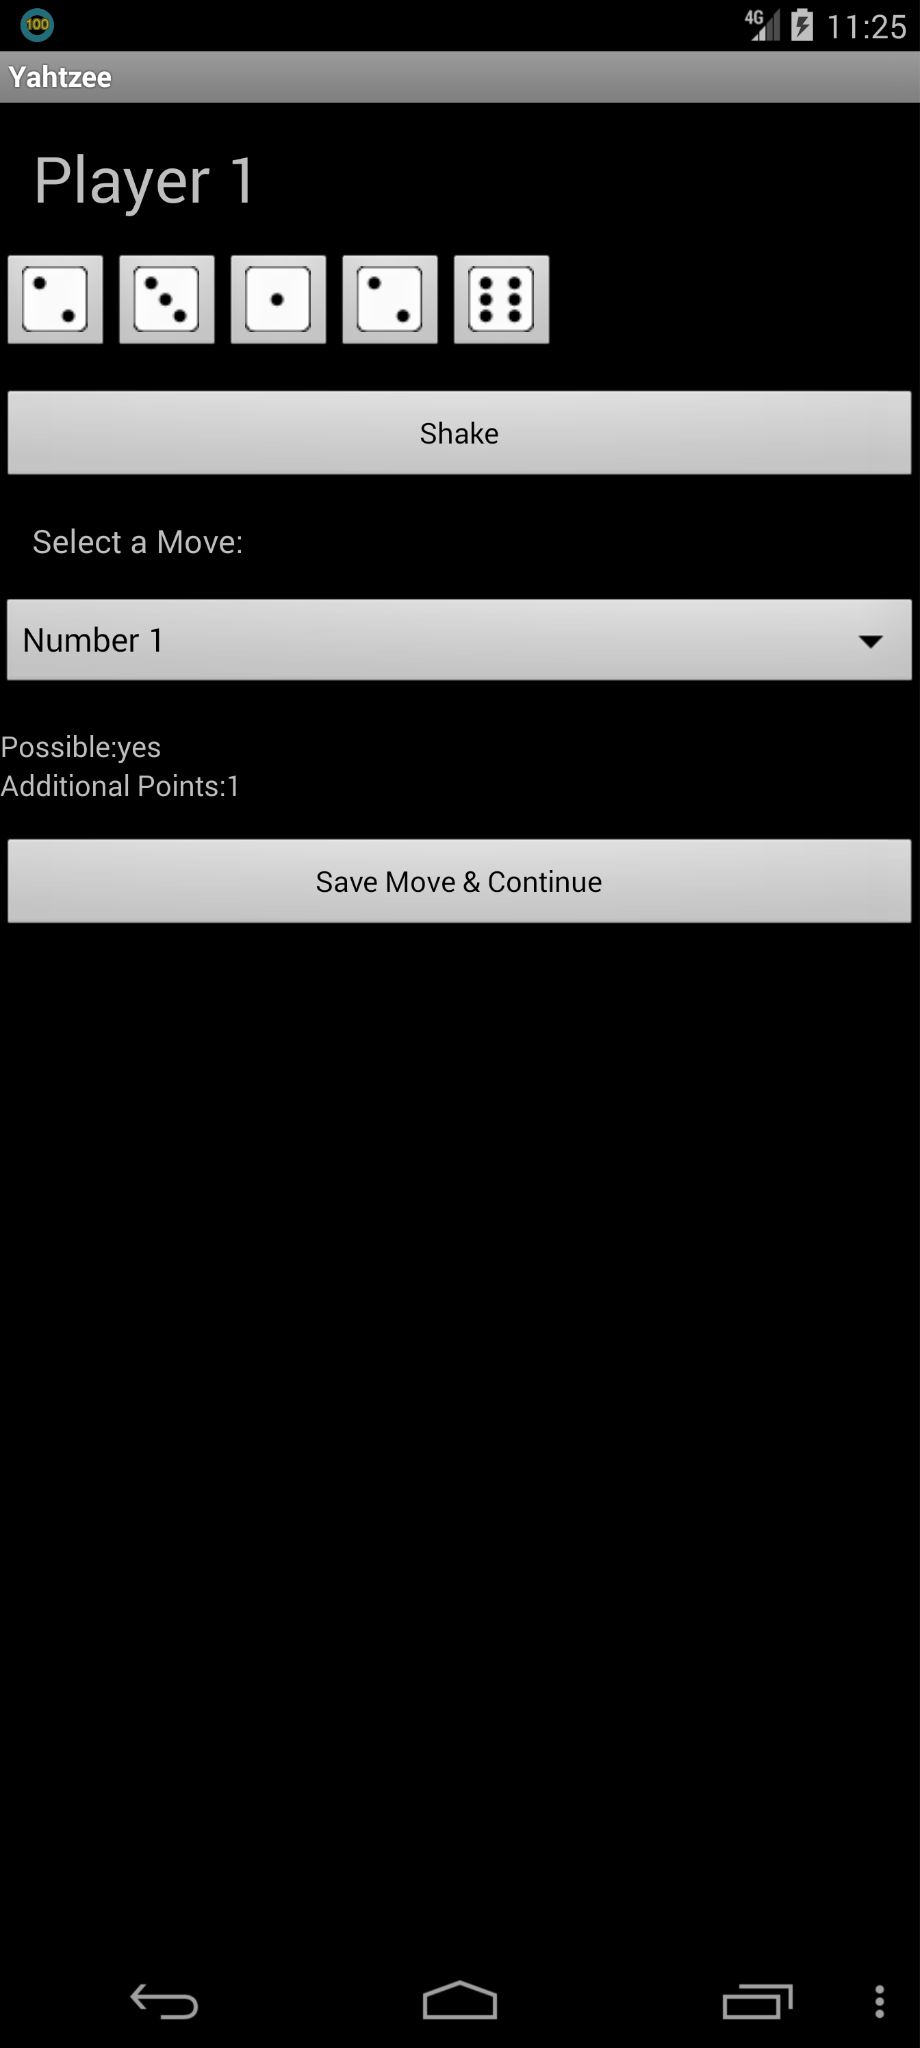 100
4G 11:25
Yahtzee
Player 1
Shake
Select a Move:
Number 1
Possible:yes
Additional Points:1
Save Move & Continue